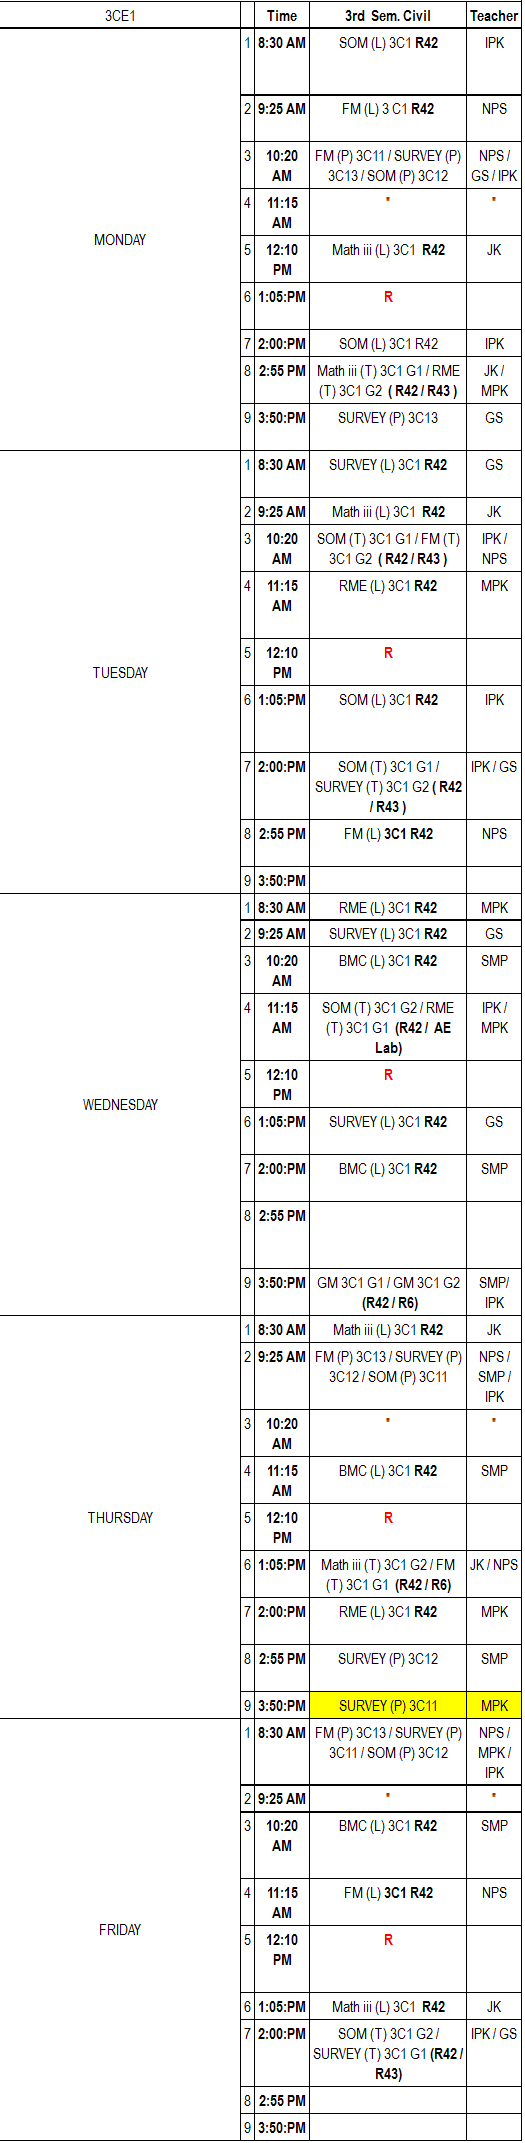 3CE1 Time 3rd Sem. Civil Teacher
MONDAY
1 8:30 AM SOM (L) 3C1 R42 IPK
2 9:25 AM FM (L) 3 C1 R42 NPS
3 10:20 AM FM (P) 3C11 / SURVEY (P) 3C13 / SOM (P) 3C12 NPS / GS / IPK
4 11:15 AM " "
5 12:10 PM Math iii (L) 3C1 R42 JK
6 1:05:PM R
7 2:00:PM SOM (L) 3C1 R42 IPK
8 2:55 PM Math iii (T) 3C1 G1 / RME (T) 3C1 G2 ( R42 / R43 ) JK / MPK
9 3:50:PM SURVEY (P) 3C13 GS
TUESDAY
1 8:30 AM SURVEY (L) 3C1 R42 GS
2 9:25 AM Math iii (L) 3C1 R42 JK
3 10:20 AM SOM (T) 3C1 G1 / FM (T) 3C1 G2 ( R42 / R43 ) IPK / NPS
4 11:15 AM RME (L) 3C1 R42 MPK
5 12:10 PM R
6 1:05:PM SOM (L) 3C1 R42 IPK
7 2:00:PM SOM (T) 3C1 G1 / SURVEY (T) 3C1 G2 ( R42 / R43 ) IPK / GS
8 2:55 PM FM (L) 3C1 R42 NPS
9 3:50:PM
WEDNESDAY
1 8:30 AM RME (L) 3C1 R42 MPK
2 9:25 AM SURVEY (L) 3C1 R42 GS
3 10:20 AM BMC (L) 3C1 R42 SMP
4 11:15 AM SOM (T) 3C1 G2 / RME (T) 3C1 G1 (R42 / AE Lab) IPK / MPK
5 12:10 PM R
6 1:05:PM SURVEY (L) 3C1 R42 GS
7 2:00:PM BMC (L) 3C1 R42 SMP
8 2:55 PM
9 3:50:PM GM 3C1 G1 / GM 3C1 G2 (R42 / R6) SMP/ IPK
THURSDAY
1 8:30 AM Math iii (L) 3C1 R42 JK
2 9:25 AM FM (P) 3C13 / SURVEY (P) 3C12 / SOM (P) 3C11 NPS / SMP / IPK
3 10:20 AM " "
4 11:15 AM BMC (L) 3C1 R42 SMP
5 12:10 PM R
6 1:05:PM Math iii (T) 3C1 G2 / FM (T) 3C1 G1 (R42 / R6) JK / NPS
7 2:00:PM RME (L) 3C1 R42 MPK
8 2:55 PM SURVEY (P) 3C12 SMP
9 3:50:PM SURVEY (P) 3C11 MPK
FRIDAY
1 8:30 AM FM (P) 3C13 / SURVEY (P) 3C11 / SOM (P) 3C12 NPS / MPK / IPK
2 9:25 AM " "
3 10:20 AM BMC (L) 3C1 R42 SMP
4 11:15 AM FM (L) 3C1 R42 NPS
5 12:10 PM R
6 1:05:PM Math iii (L) 3C1 R42 JK
7 2:00:PM SOM (T) 3C1 G2 / SURVEY (T) 3C1 G1 (R42 / R43) IPK / GS
8 2:55 PM
9 3:50:PM